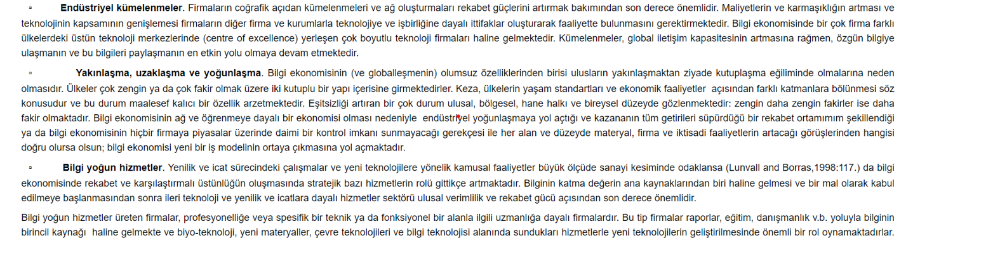 ▫ Endüstriyel kümelenmeler. Firmaların coğrafik açıdan kümelenmeleri ve ağ oluşturmaları rekabet güçlerini artırmak bakımından son derece önemlidir. Maliyetlerin ve karmaşıklığın artması ve
teknolojinin kapsamının genişlemesi firmaların diğer firma ve kurumlarla teknolojiye ve işbirliğine dayalı ittifaklar oluşturarak faaliyette bulunmasını gerektirmektedir. Bilgi ekonomisinde bir çok firma farklı
ülkelerdeki üstün teknoloji merkezlerinde (centre of excellence) yerleşen çok boyutlu teknoloji firmaları haline gelmektedir. Kümelenmeler, global iletişim kapasitesinin artmasına rağmen, özgün bilgiye
ulaşmanın ve bu bilgileri paylaşmanın en etkin yolu olmaya devam etmektedir.
▫ Yakınlaşma, uzaklaşma ve yoğunlaşma. Bilgi ekonomisinin (ve globalleşmenin) olumsuz özelliklerinden birisi ulusların yakınlaşmaktan ziyade kutuplaşma eğiliminde olmalarına neden
olmasıdır. Ülkeler çok zengin ya da çok fakir olmak üzere iki kutuplu bir yapı içerisine girmektedirler. Keza, ülkelerin yaşam standartları ve ekonomik faaliyetler açısından farklı katmanlara bölünmesi söz
konusudur ve bu durum maalesef kalıcı bir özellik arzetmektedir. Eşitsizliği artıran bir çok durum ulusal, bölgesel, hane halkı ve bireysel düzeyde gözlenmektedir: zengin daha zengin fakirler ise daha
fakir olmaktadır. Bilgi ekonomisinin ağ ve öğrenmeye dayalı bir ekonomisi olması nedeniyle endüstriyel yoğunlaşmaya yol açtığı ve kazananın tüm getirileri süpürdüğü bir rekabet ortamımım şekillendiği
ya da bilgi ekonomisinin hiçbir firmaya piyasalar üzerinde daimi bir kontrol imkanı sunmayacağı gerekçesi ile her alan ve düzeyde materyal, firma ve iktisadi faaliyetlerin artacağı görüşlerinden hangisi
doğru olursa olsun; bilgi ekonomisi yeni bir iş modelinin ortaya çıkmasına yol açmaktadır.
▫ Bilgi yoğun hizmetler. Yenilik ve icat sürecindeki çalışmalar ve yeni teknolojilere yönelik kamusal faaliyetler büyük ölçüde sanayi kesiminde odaklansa (Lunvall and Borras,1998:117.) da bilgi
ekonomisinde rekabet ve karşılaştırmalı üstünlüğün oluşmasında stratejik bazı hizmetlerin rolü gittikçe artmaktadır. Bilginin katma değerin ana kaynaklarından biri haline gelmesi ve bir mal olarak kabul
edilmeye başlanmasından sonra ileri teknoloji ve yenilik ve icatlara dayalı hizmetler sektörü ulusal verimlilik ve rekabet gücü açısından son derece önemlidir.
Bilgi yoğun hizmetler üreten firmalar, profesyonelliğe veya spesifik bir teknik ya da fonksiyonel bir alanla ilgili uzmanlığa dayalı firmalardır. Bu tip firmalar raporlar, eğitim, danışmanlık v.b. yoluyla bilginin
birincil kaynağı haline gelmekte ve biyo-teknoloji, yeni materyaller, çevre teknolojileri ve bilgi teknolojisi alanında sundukları hizmetlerle yeni teknolojilerin geliştirilmesinde önemli bir rol oynamaktadırlar.